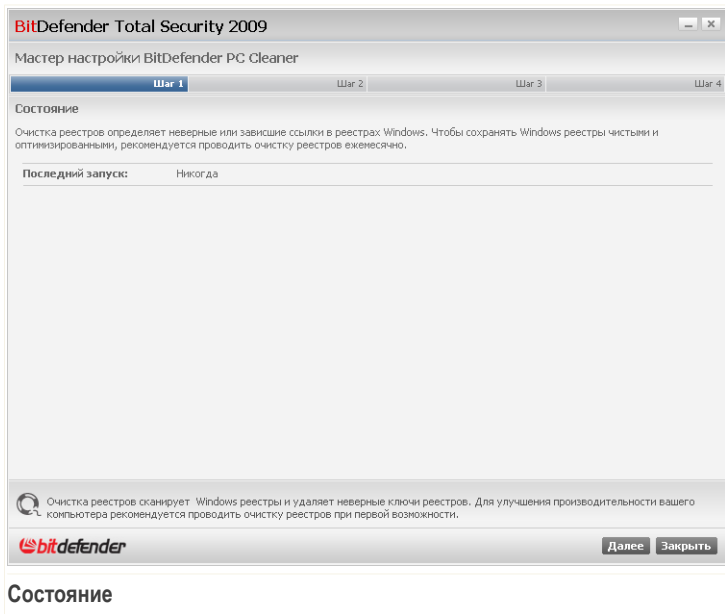 BitDefender Total Security 2009
Мастер настройки BitDefender PC Cleaner
Шаг 1 Шаг 2 Шаг 3 Шаг 4
Состояние
Очистка реестров определяет неверные или зависшие ссылки в реестрах Windows. Чтобы сохранять Windows реестры чистыми и
оптимизированными, рекомендуется проводить очистку реестров ежемесячно.
Последний запуск: Никогда
Очистка реестров сканирует Windows реестры и удаляет неверные ключи реестров. Для улучшения производительности вашего
компьютера рекомендуется проводить очистку реестров при первой возможности.
bitdefender Далее Закрыть
Состояние